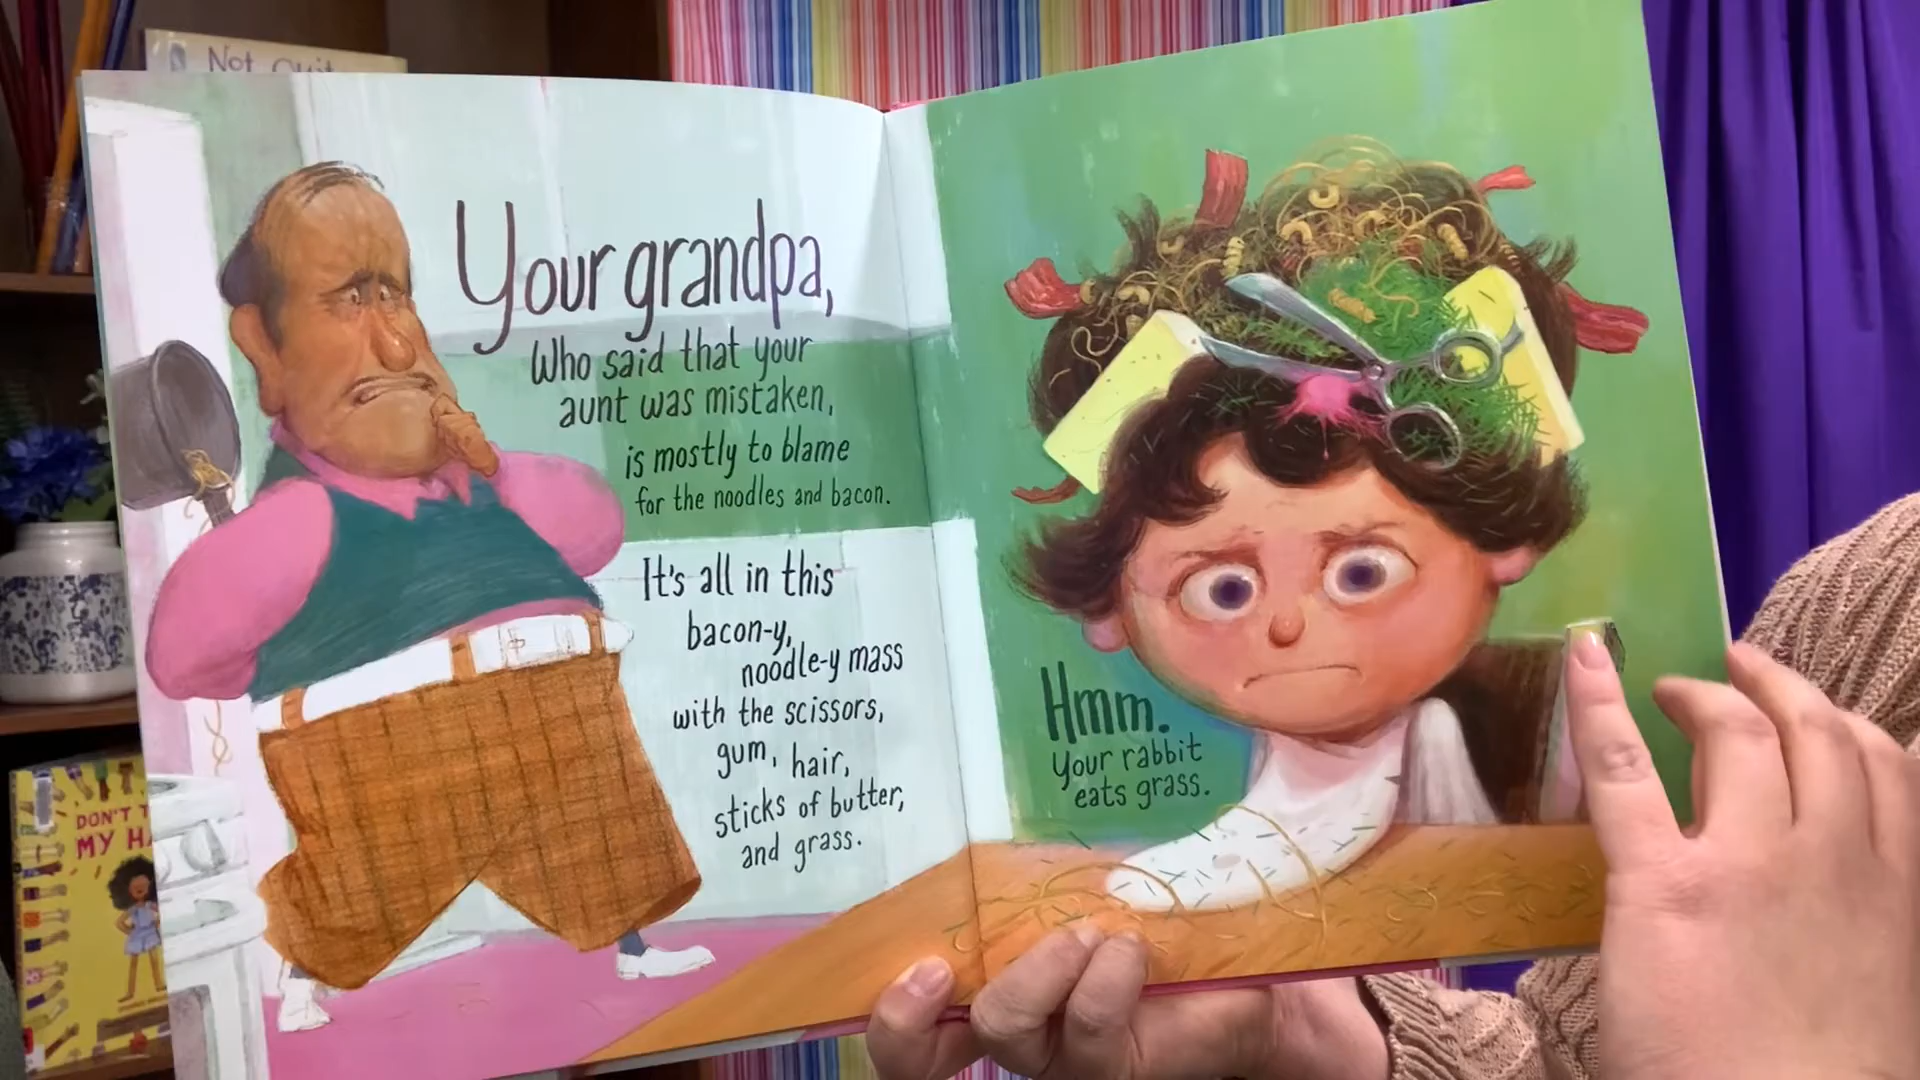 Not Quit
Your grandpa,
Who said that your
aunt was mistaken,
is mostly to blame
for the noodles and bacon.
It's all in this
bacon-y,
noodle-y mass
with the scissors,
gum, hair,
sticks of butter,
and grass.
Hmm.
Your rabbit
eats grass.
DON'T T
MY HA